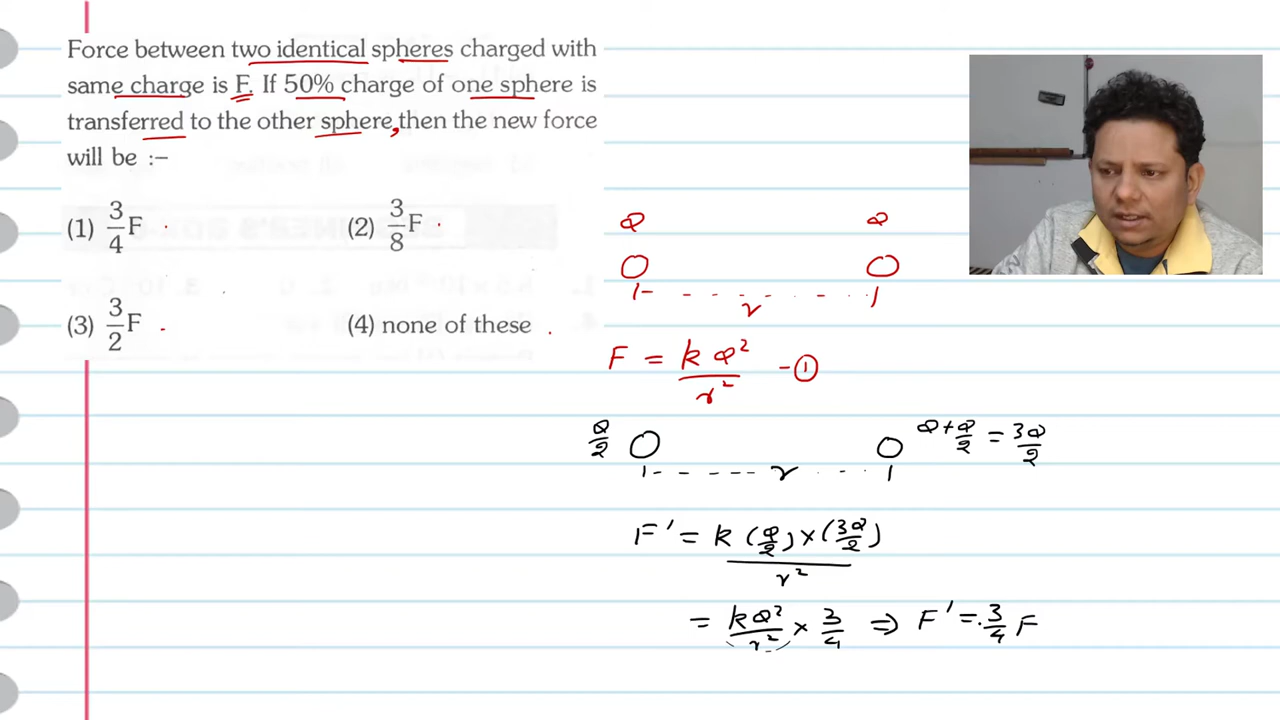 Force between two identical spheres charged with
same charge is F. If 50% charge of one sphere is
transferred to the other sphere, then the new force
will be :–
(1) 3/4 F (2) 3/8 F
(3) 3/2 F (4) none of these
Q Q
r
F = kQ²/r² - ①
Q/2 Q + Q/2 = 3Q/2
r
F' = k (Q/2) × (3Q/2) / r²
= kQ²/r² × 3/4 ⇒ F' = 3/4 F